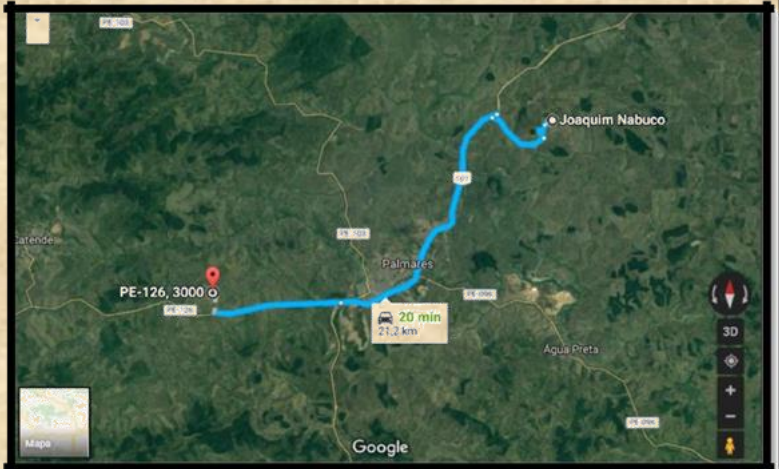 PE 103
Joaquim Nabuco
101
PE 103
Catende
Palmares
PE-126, 3000
PE-096
PE-126
20 min
21,2 km
3D
Água Preta
PE-096
Mapa
Google